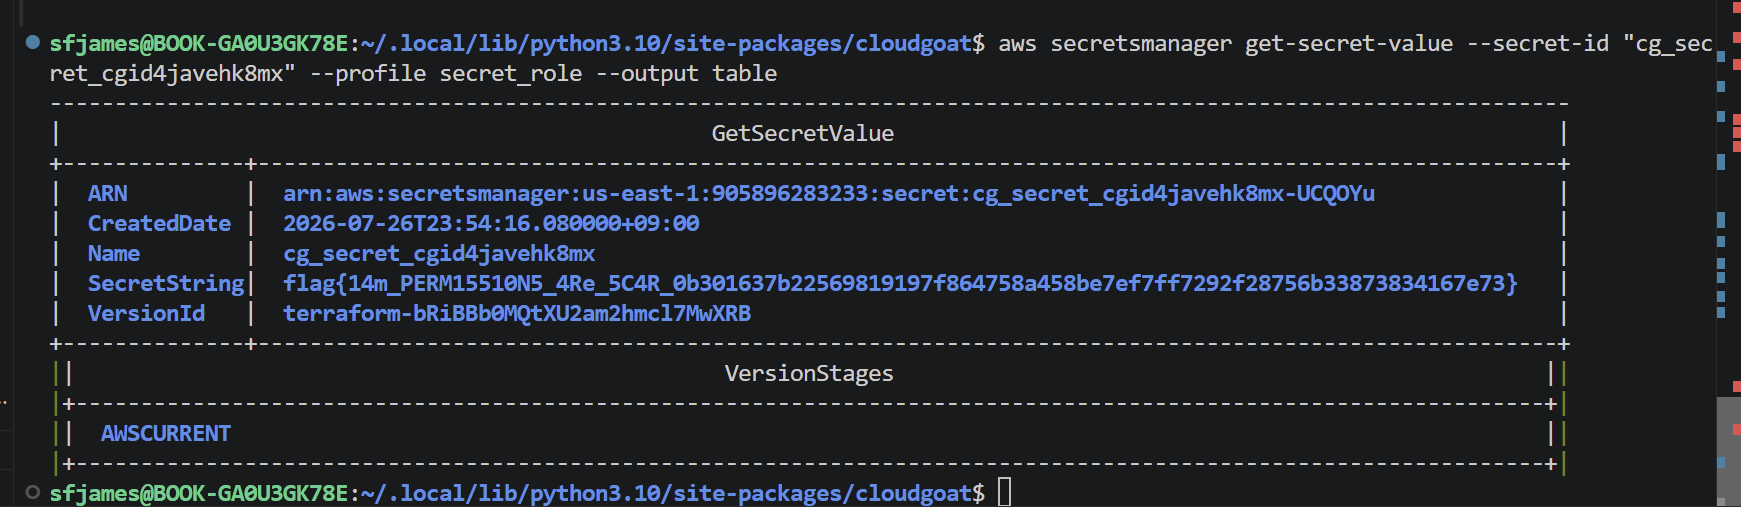 sfjames@BOOK-GA0U3GK78E:~/.local/lib/python3.10/site-packages/cloudgoat$ aws secretsmanager get-secret-value --secret-id "cg_sec
ret_cgid4javehk8mx" --profile secret_role --output table
GetSecretValue
ARN | arn:aws:secretsmanager:us-east-1:905896283233:secret:cg_secret_cgid4javehk8mx-UCQOYu
CreatedDate | 2026-07-26T23:54:16.080000+09:00
Name | cg_secret_cgid4javehk8mx
SecretString| flag{14m_PERM15510N5_4Re_5C4R_0b301637b22569819197f864758a458be7ef7ff7292f28756b33873834167e73}
VersionId | terraform-bRiBBb0MQtXU2am2hmcl7MwXRB
VersionStages
AWSCURRENT
sfjames@BOOK-GA0U3GK78E:~/.local/lib/python3.10/site-packages/cloudgoat$